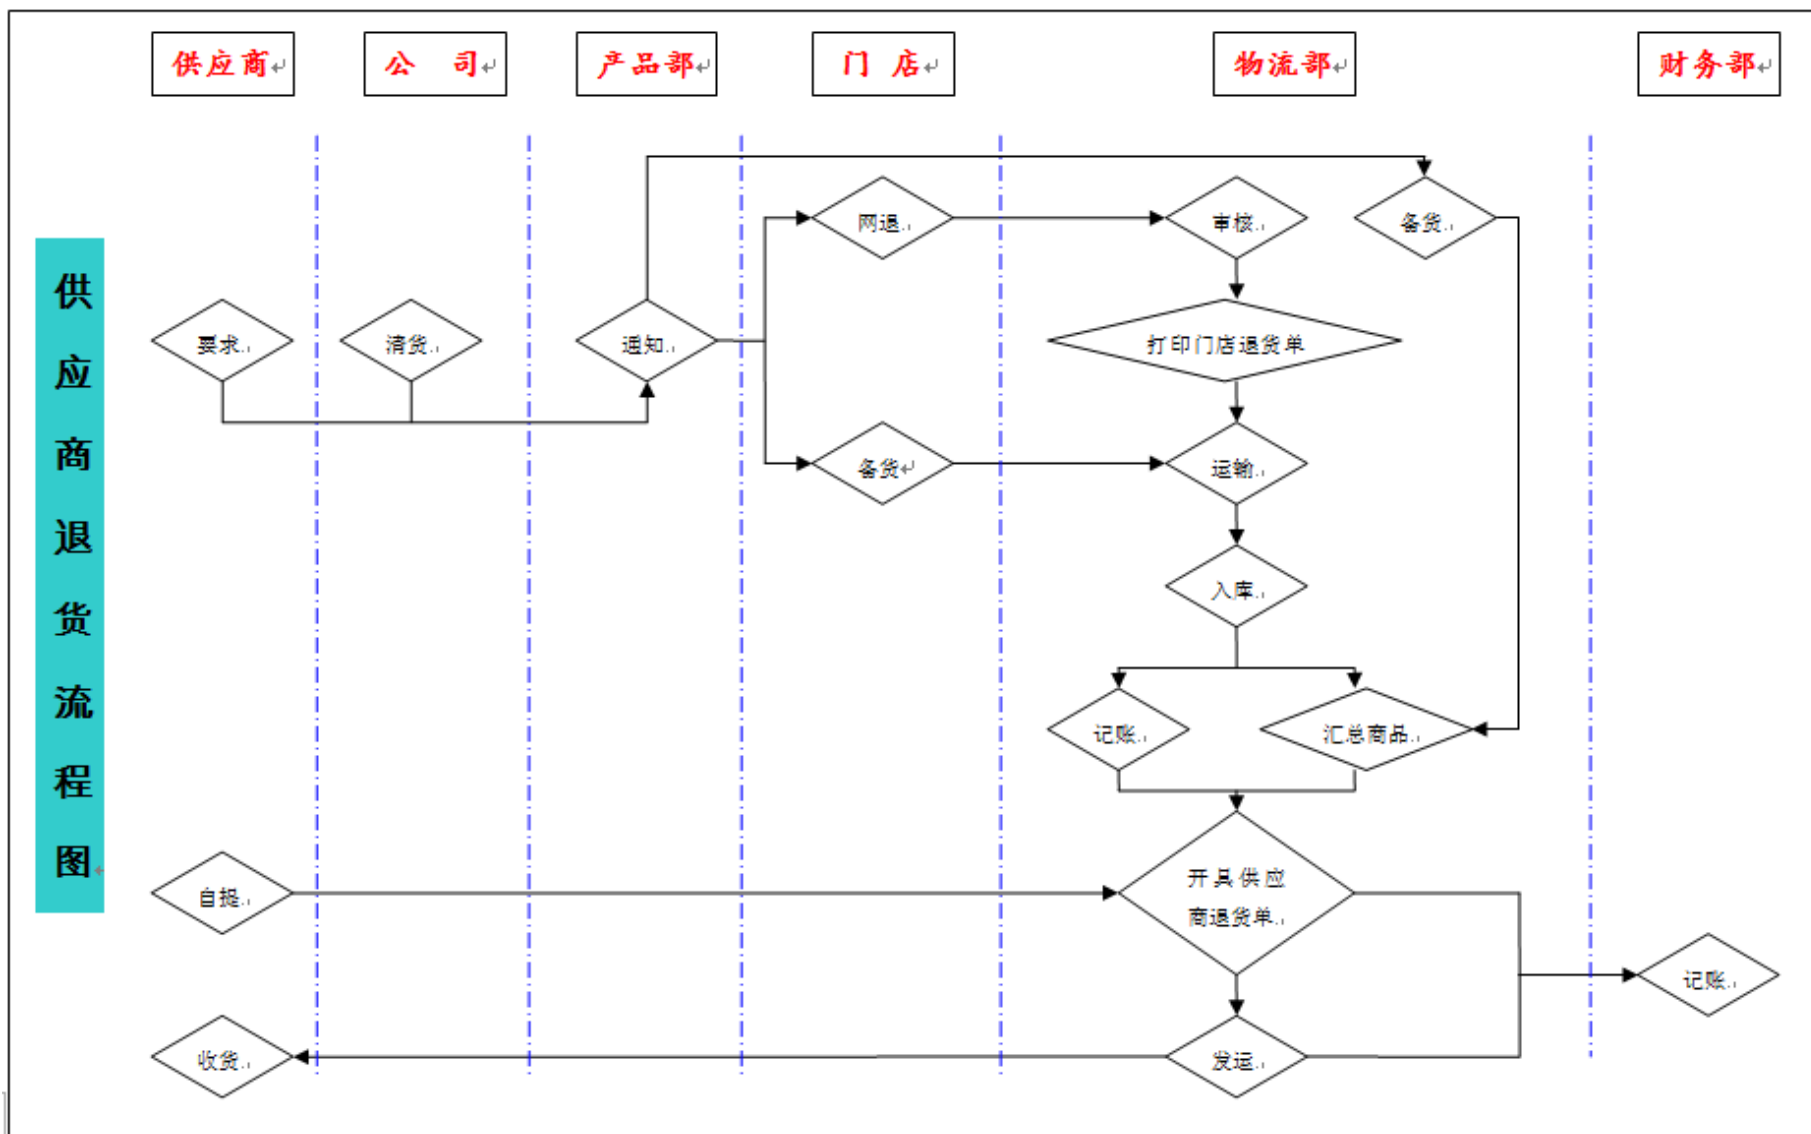 供应商
公 司
产品部
门 店
物流部
财务部
供应商退货流程图
网退
审核
备货
要求
清货
通知
打印门店退货单
备货
运输
入库
记账
汇总商品
自提
开具供应
商退货单
记账
收货
发运